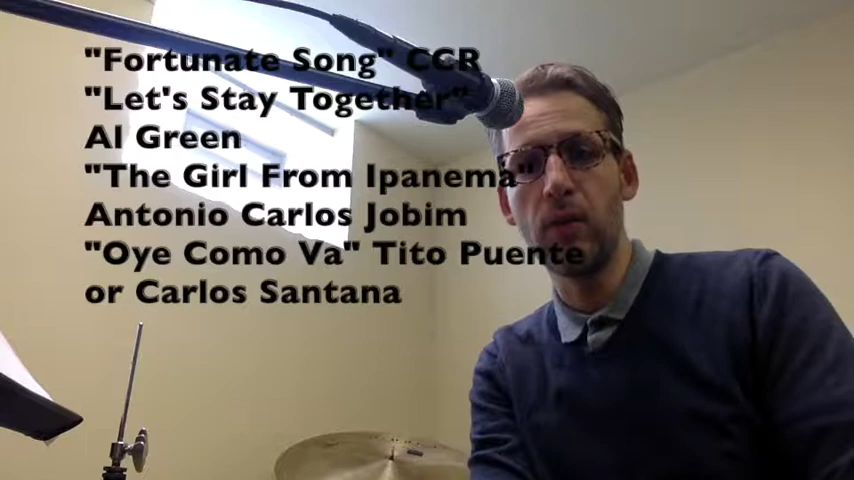 "Fortunate Song" CCR
"Let's Stay Together"
Al Green
"The Girl From Ipanema"
Antonio Carlos Jobim
"Oye Como Va" Tito Puente
or Carlos Santana